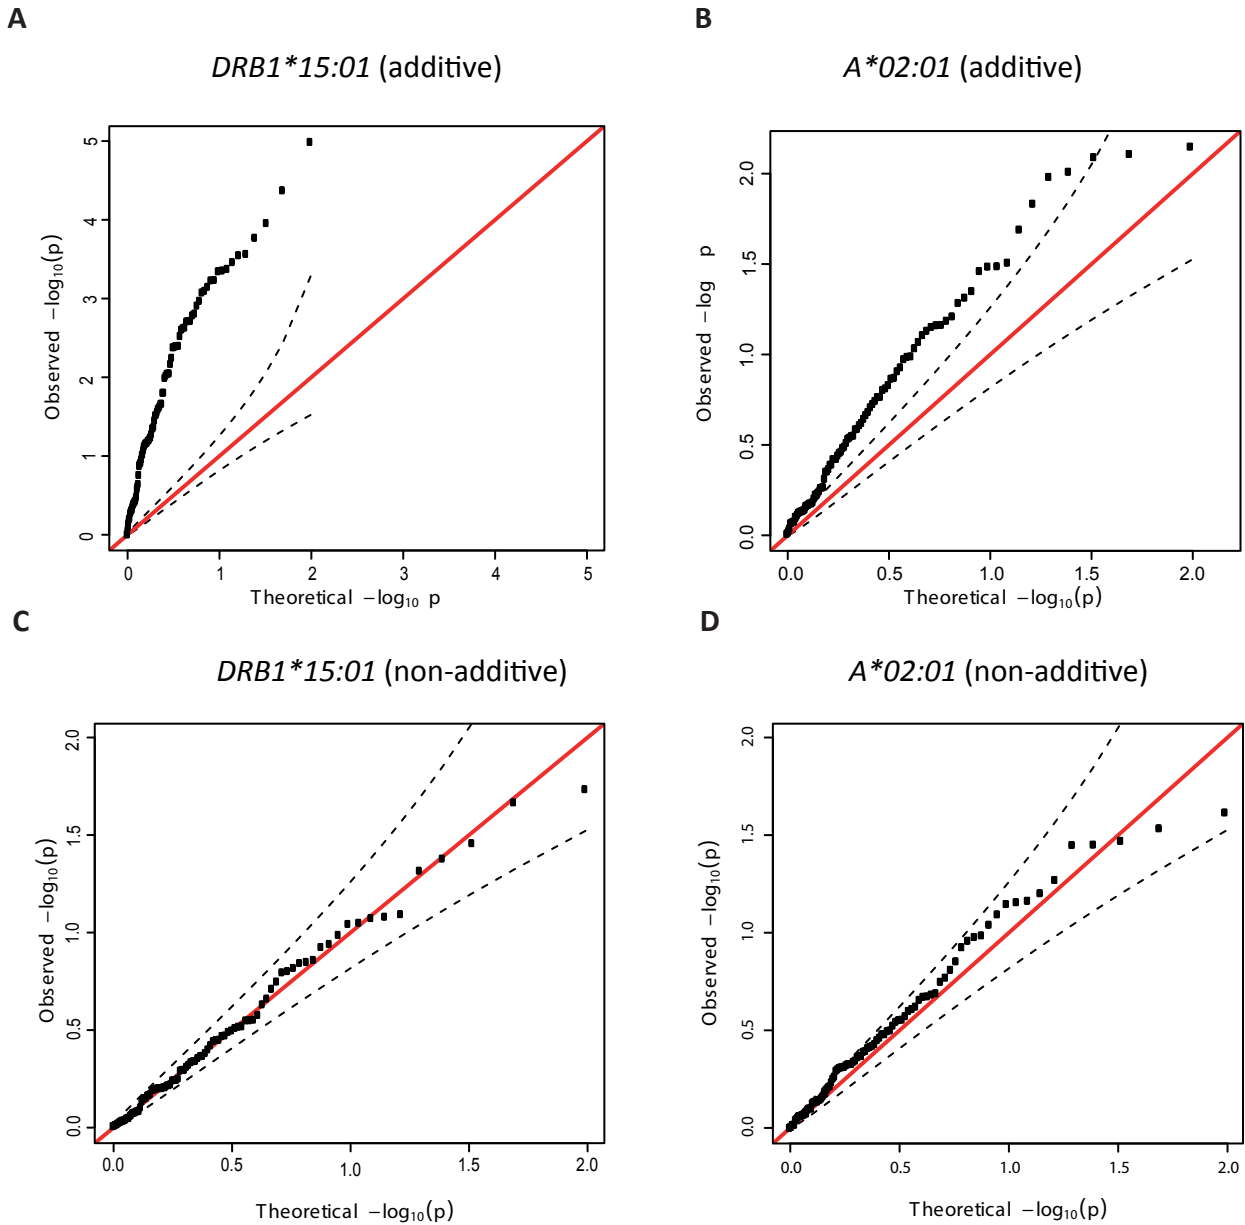 A
B
DRB1*15:01 (additive)
A*02:01 (additive)
Observed −log₁₀(p)
0 1 2 3 4 5
0 1 2 3 4 5
Theoretical −log₁₀ p
Observed −log p
0.0 0.5 1.0 1.5 2.0
0.0 0.5 1.0 1.5 2.0
Theoretical −log₁₀(p)
C
D
DRB1*15:01 (non-additive)
A*02:01 (non-additive)
Observed −log₁₀(p)
0.0 0.5 1.0 1.5 2.0
0.0 0.5 1.0 1.5 2.0
Theoretical −log₁₀(p)
Observed −log₁₀(p)
0.0 0.5 1.0 1.5 2.0
0.0 0.5 1.0 1.5 2.0
Theoretical −log₁₀(p)